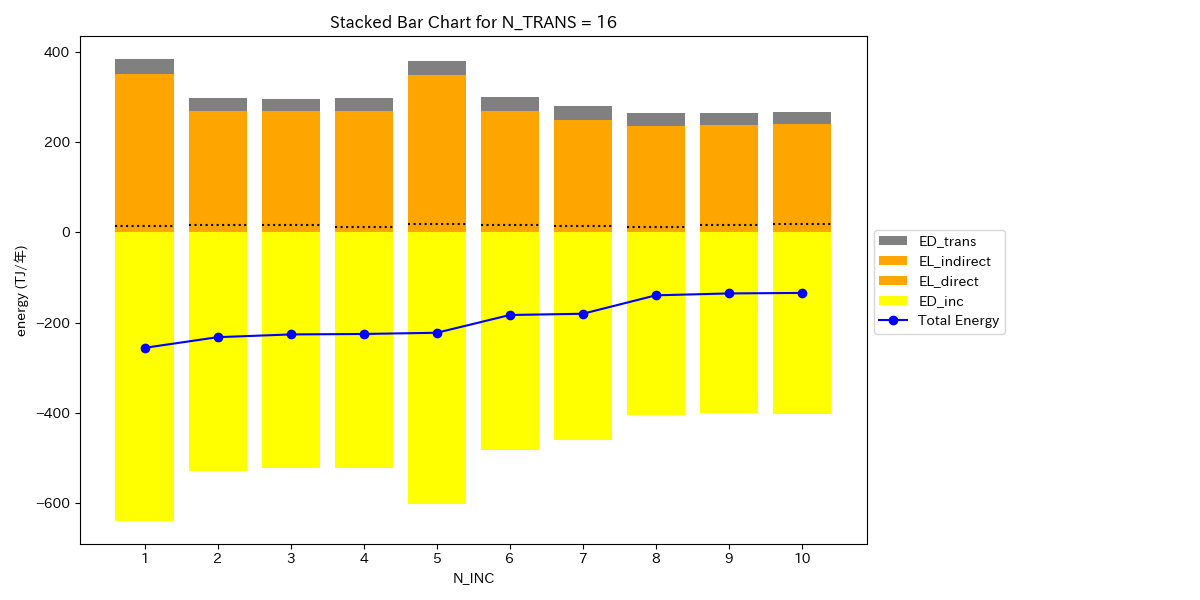 Stacked Bar Chart for N_TRANS = 16
400
200
0
−200
−400
−600
energy (TJ/年)
1 2 3 4 5 6 7 8 9 10
N_INC
ED_trans
EL_indirect
EL_direct
ED_inc
Total Energy